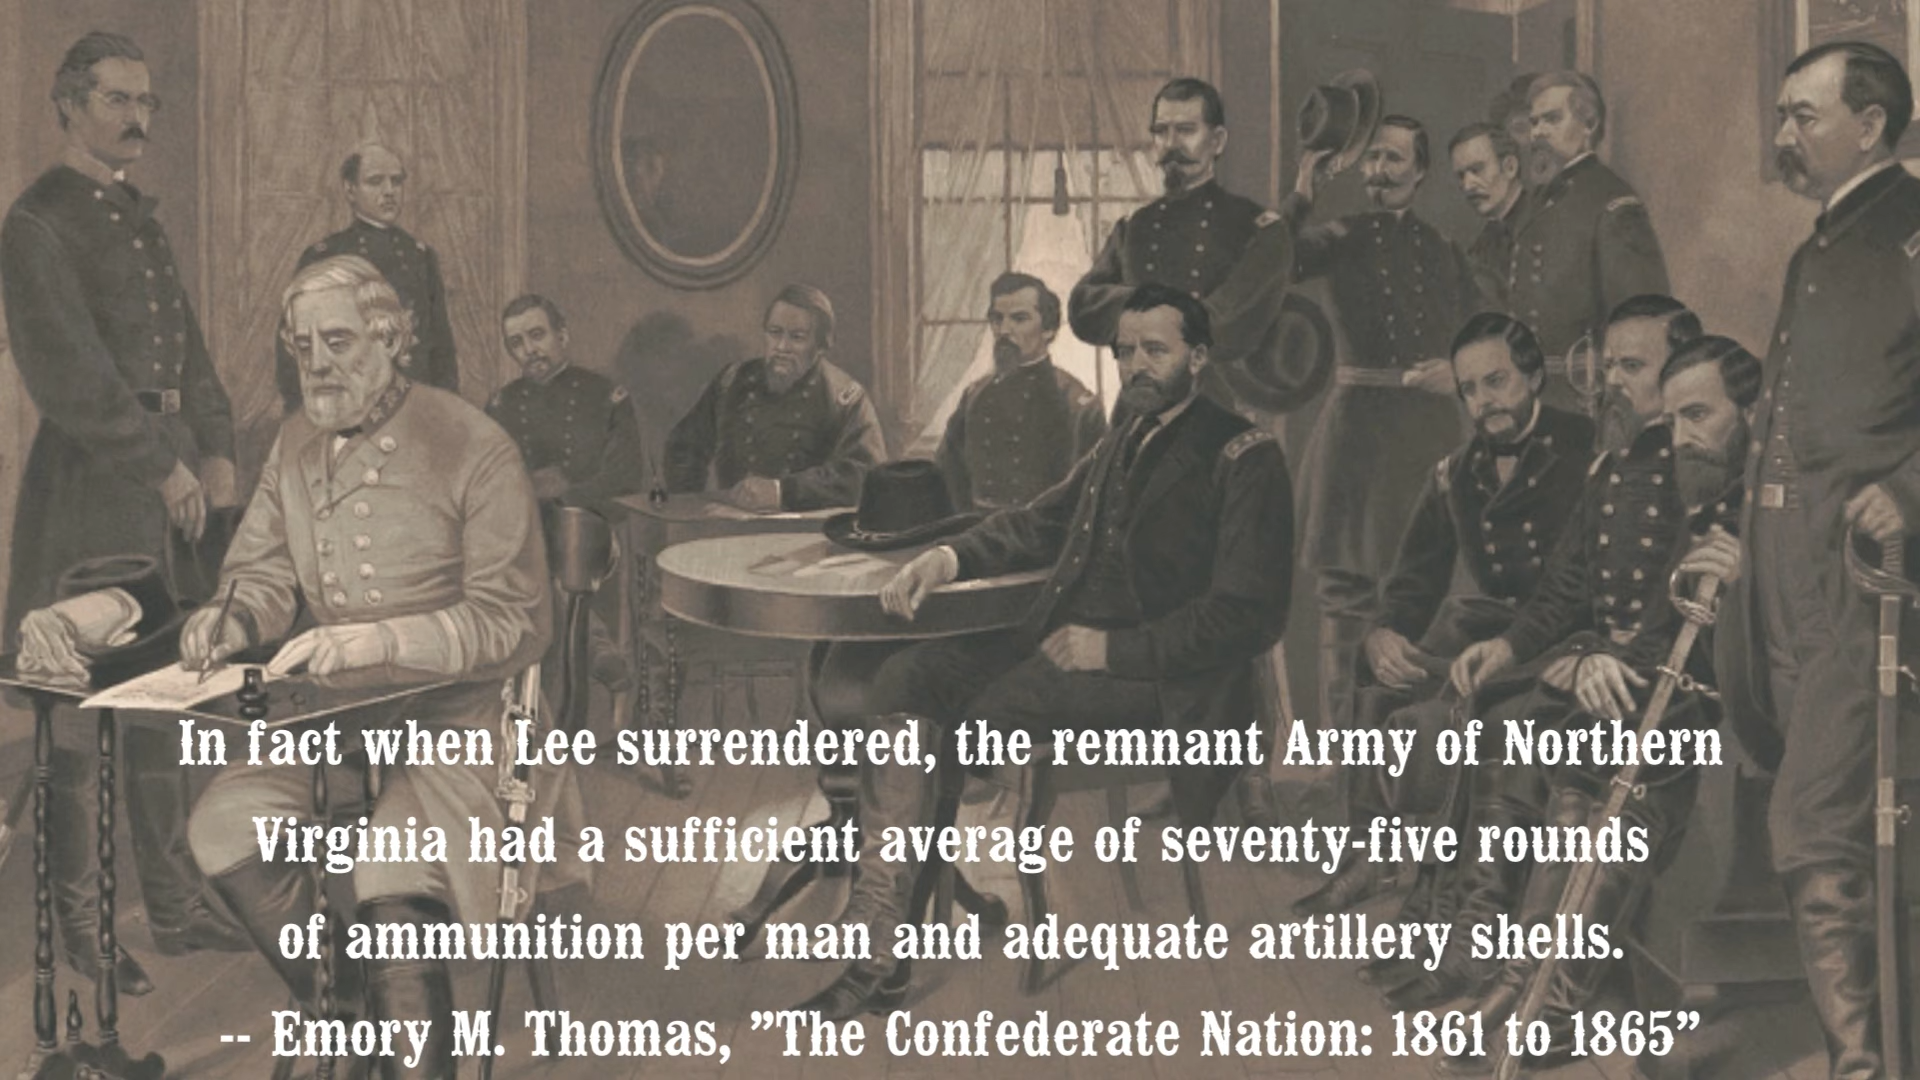 In fact when Lee surrendered, the remnant Army of Northern
Virginia had a sufficient average of seventy-five rounds
of ammunition per man and adequate artillery shells.
-- Emory M. Thomas, ”The Confederate Nation: 1861 to 1865”